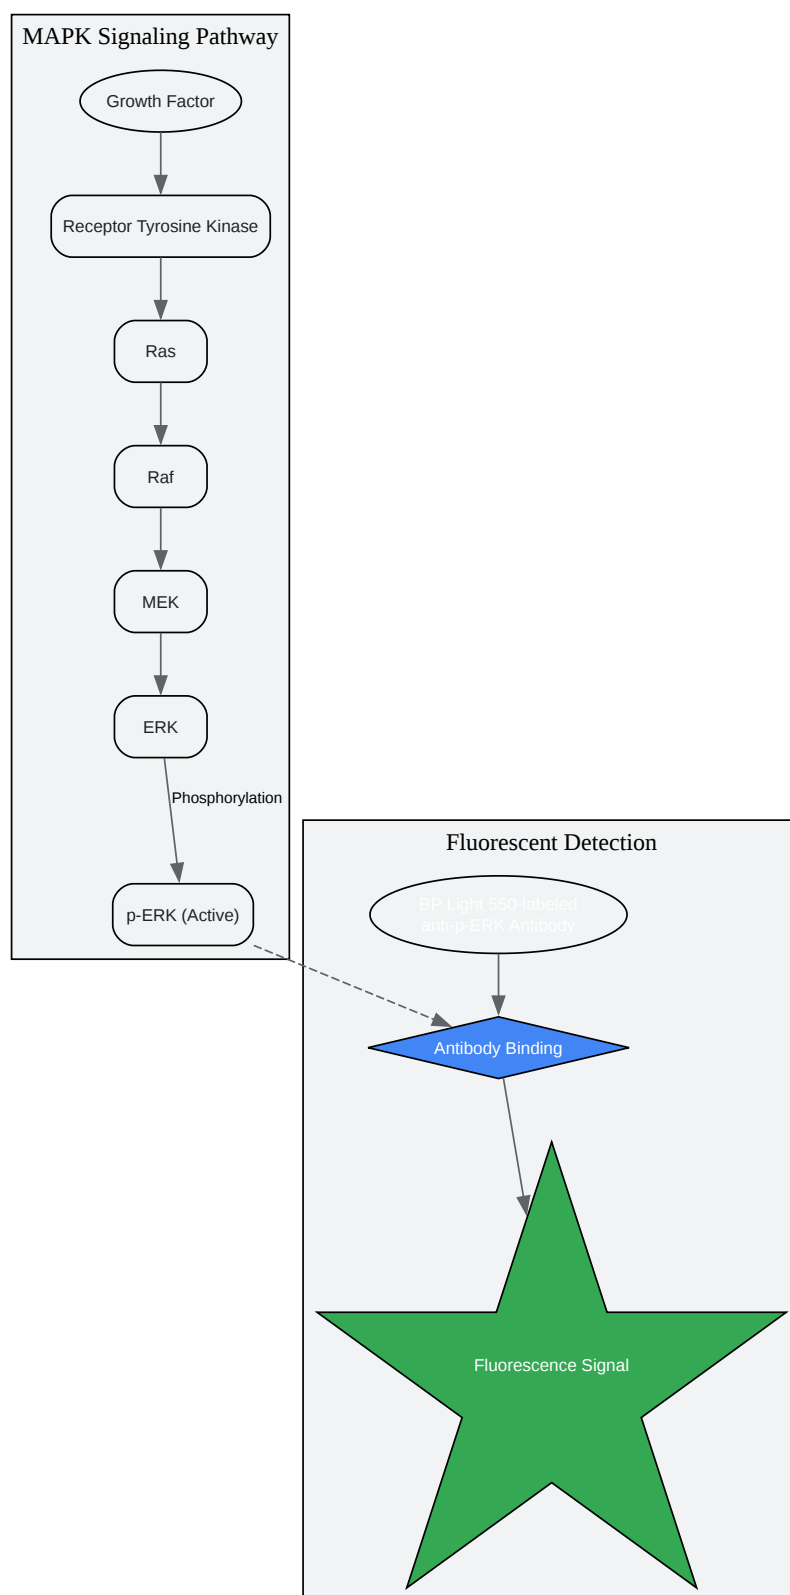 MAPK Signaling Pathway
Growth Factor
Receptor Tyrosine Kinase
Ras
Raf
MEK
ERK
Phosphorylation
p-ERK (Active)
Fluorescent Detection
BP Light 550-labeled
anti-p-ERK Antibody
Antibody Binding
Fluorescence Signal